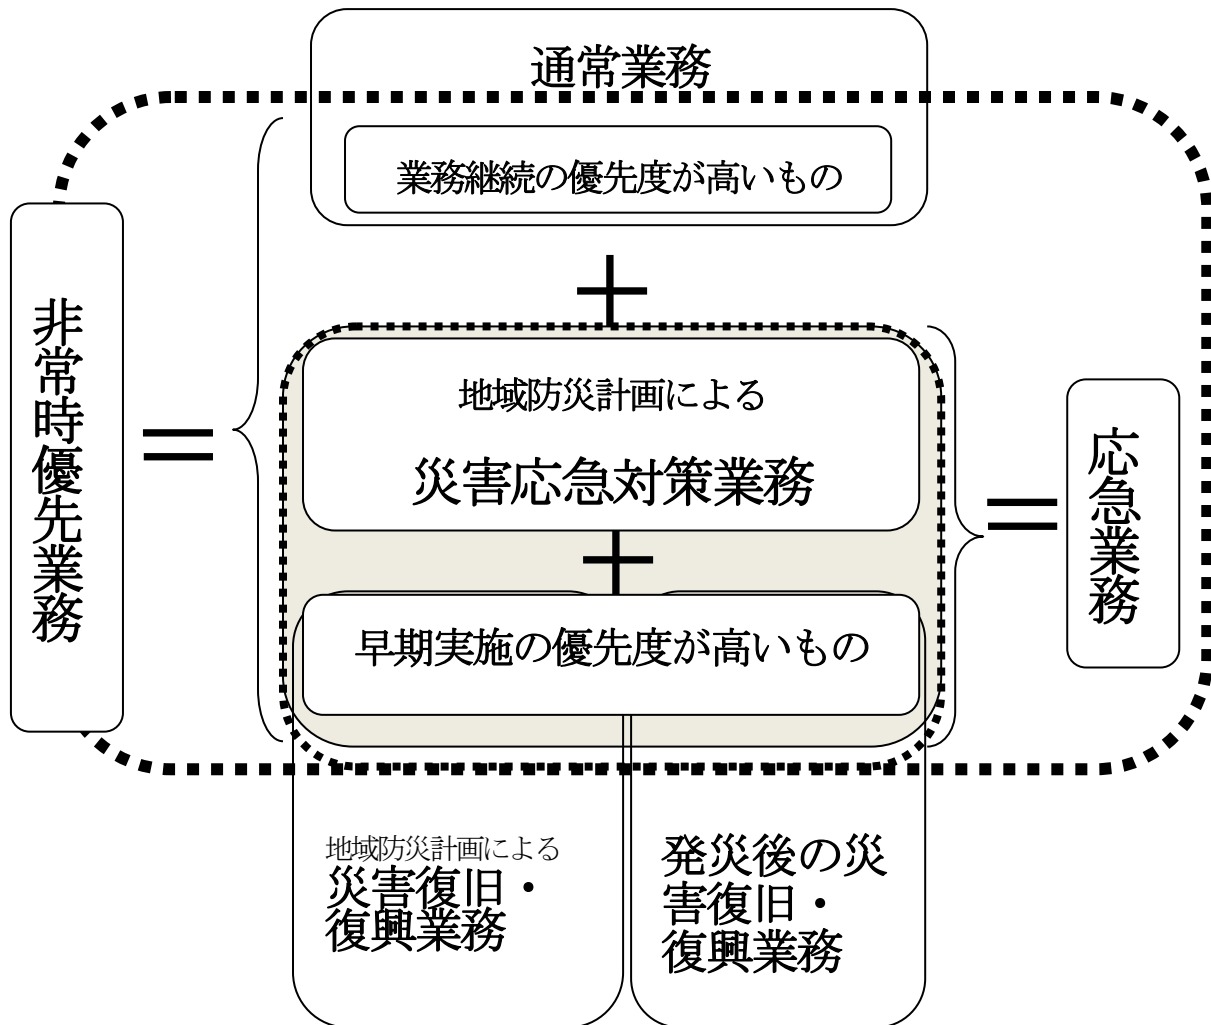 通常業務
業務継続の優先度が高いもの
+
非常時優先業務
=
地域防災計画による
災害応急対策業務
+
早期実施の優先度が高いもの
=
応急業務
地域防災計画による
災害復旧・
復興業務
発災後の災
害復旧・
復興業務